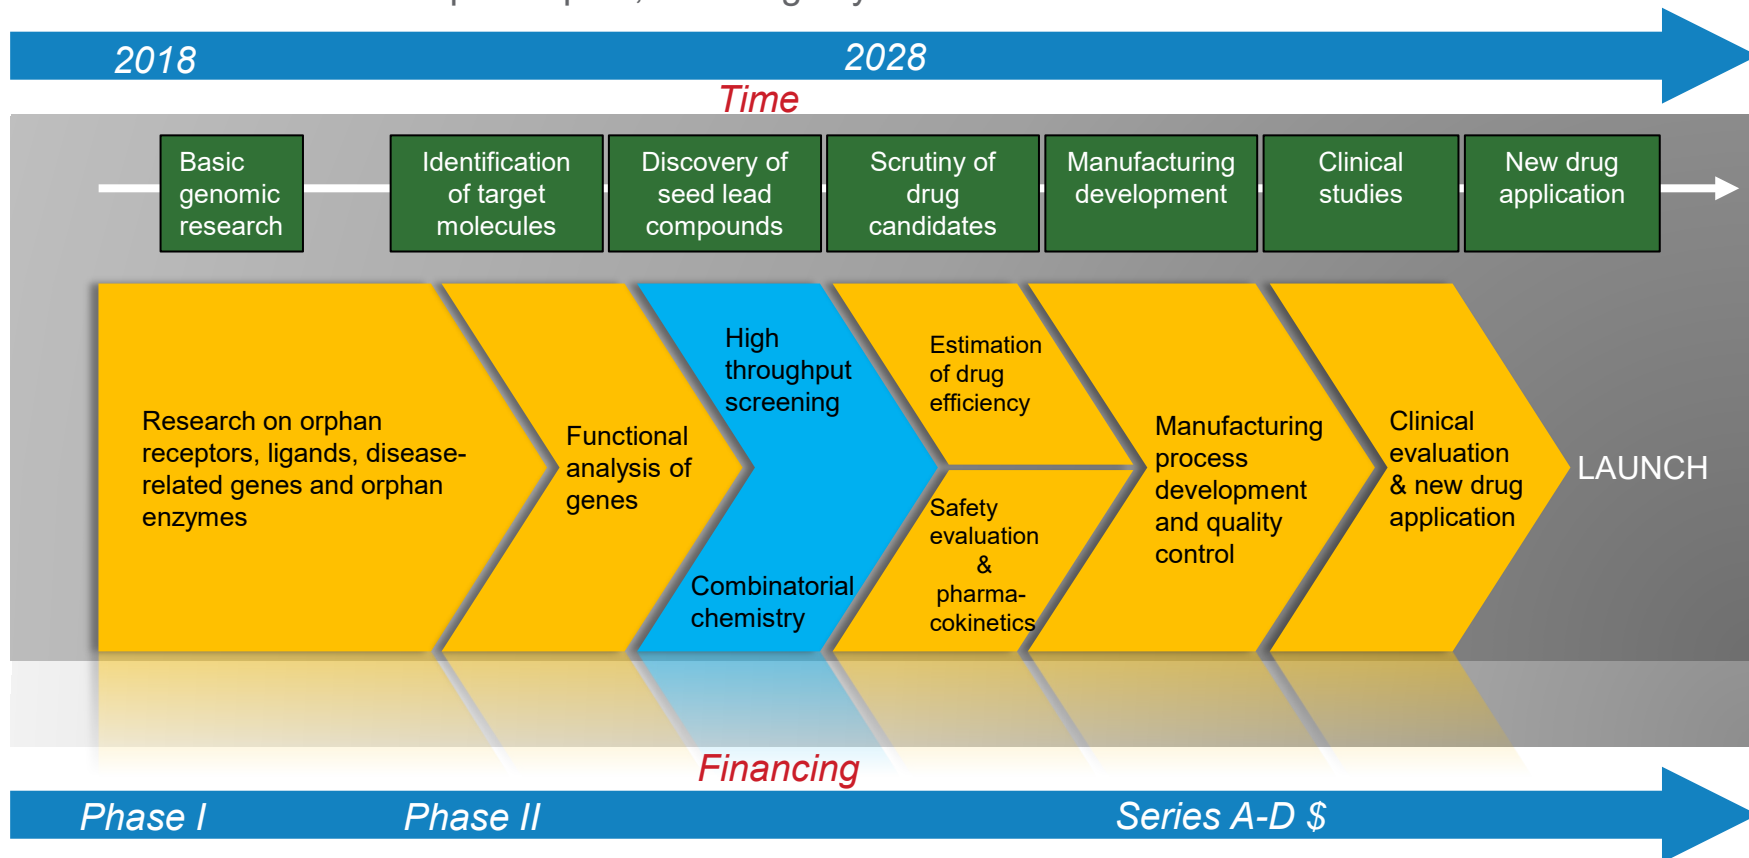 2018
2028
Time
Basic
genomic
research
Identification
of target
molecules
Discovery of
seed lead
compounds
Scrutiny of
drug
candidates
Manufacturing
development
Clinical
studies
New drug
application
Research on orphan
receptors, ligands, disease-
related genes and orphan
enzymes
Functional
analysis of
genes
High
throughput
screening
Combinatorial
chemistry
Estimation
of drug
efficiency
Safety
evaluation
&
pharma-
cokinetics
Manufacturing
process
development
and quality
control
Clinical
evaluation
& new drug
application
LAUNCH
Financing
Phase I
Phase II
Series A-D $